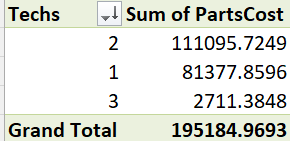 Techs Sum of PartsCost
2 111095.7249
1 81377.8596
3 2711.3848
Grand Total 195184.9693